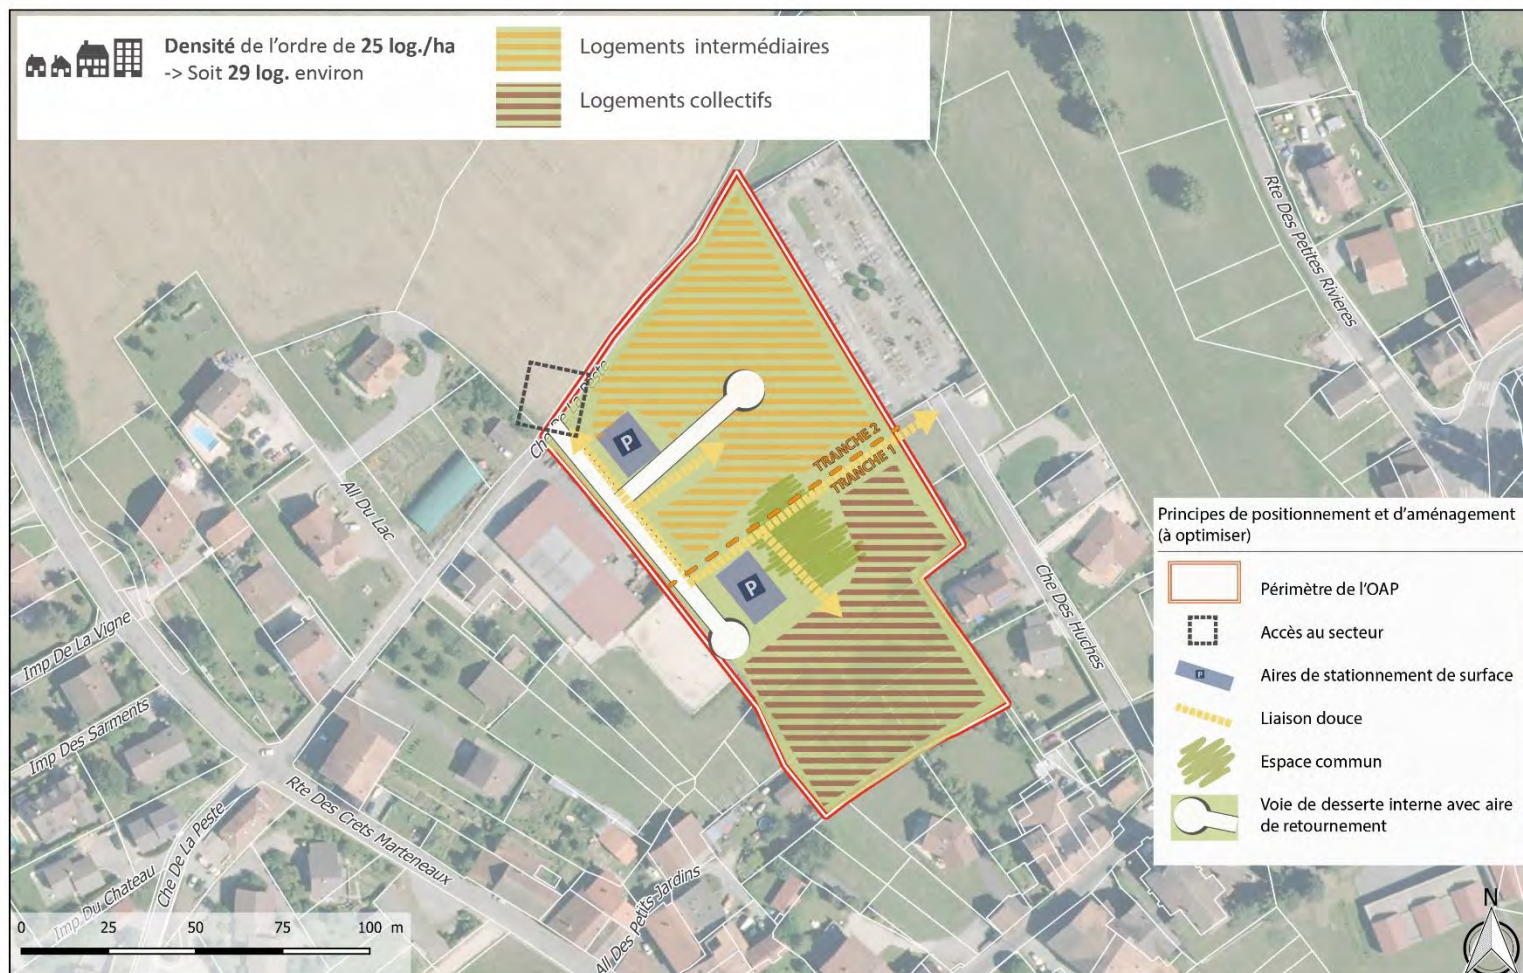 Densité de l'ordre de 25 log./ha
-> Soit 29 log. environ
Logements intermédiaires
Logements collectifs
Rte Des Petites Rivieres
Che De La Peste
P
TRANCHE 2
TRANCHE 1
All Du Lac
P
Che Des Huches
Imp De La Vigne
Imp Des Sarments
Che De La Peste
Rte Des Crets Marteneaux
Imp Du Chateau
All Des Petits Jardins
Principes de positionnement et d'aménagement
(à optimiser)
Périmètre de l'OAP
Accès au secteur
P
Aires de stationnement de surface
Liaison douce
Espace commun
Voie de desserte interne avec aire
de retournement
0 25 50 75 100 m
N